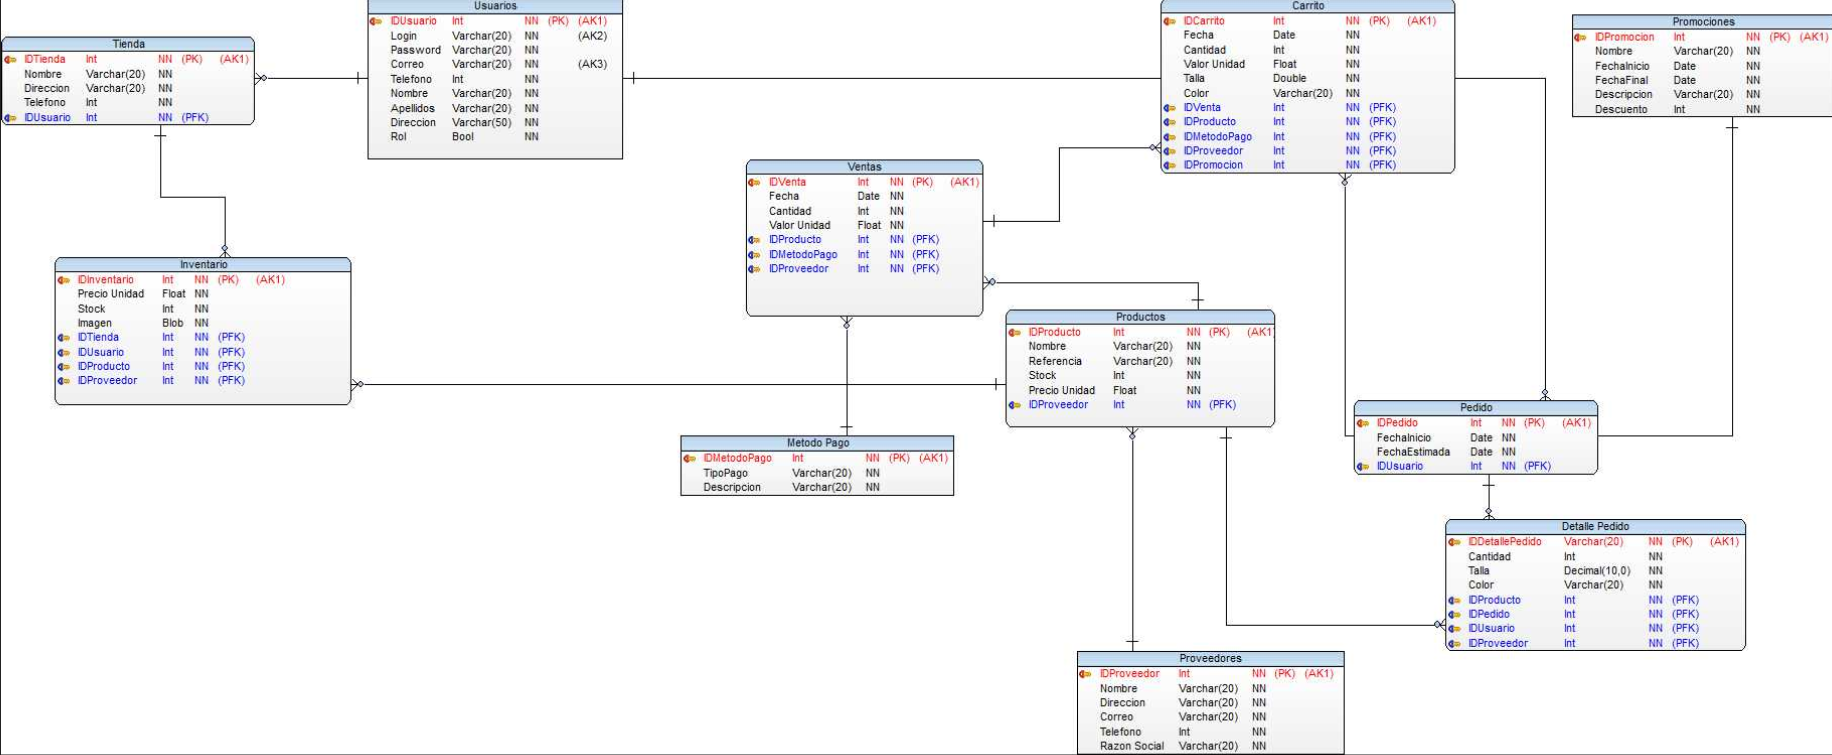 Usuarios
IDUsuario Int NN (PK) (AK1)
Login Varchar(20) NN (AK2)
Password Varchar(20) NN
Correo Varchar(20) NN (AK3)
Telefono Int NN
Nombre Varchar(20) NN
Apellidos Varchar(20) NN
Direccion Varchar(50) NN
Rol Bool NN
Carrito
IDCarrito Int NN (PK) (AK1)
Fecha Date NN
Cantidad Int NN
Valor Unidad Float NN
Talla Double NN
Color Varchar(20) NN
IDVenta Int NN (PFK)
IDProducto Int NN (PFK)
IDMetodoPago Int NN (PFK)
IDProveedor Int NN (PFK)
IDPromocion Int NN (PFK)
Promociones
IDPromocion Int NN (PK) (AK1)
Nombre Varchar(20) NN
FechaInicio Date NN
FechaFinal Date NN
Descripcion Varchar(20) NN
Descuento Int NN
Tienda
IDTienda Int NN (PK) (AK1)
Nombre Varchar(20) NN
Direccion Varchar(20) NN
Telefono Int NN
IDUsuario Int NN (PFK)
Ventas
IDVenta Int NN (PK) (AK1)
Fecha Date NN
Cantidad Int NN
Valor Unidad Float NN
IDProducto Int NN (PFK)
IDMetodoPago Int NN (PFK)
IDProveedor Int NN (PFK)
Inventario
IDInventario Int NN (PK) (AK1)
Precio Unidad Float NN
Stock Int NN
Imagen Blob NN
IDTienda Int NN (PFK)
IDUsuario Int NN (PFK)
IDProducto Int NN (PFK)
IDProveedor Int NN (PFK)
Productos
IDProducto Int NN (PK) (AK1
Nombre Varchar(20) NN
Referencia Varchar(20) NN
Stock Int NN
Precio Unidad Float NN
IDProveedor Int NN (PFK)
Metodo Pago
IDMetodoPago Int NN (PK) (AK1)
TipoPago Varchar(20) NN
Descripcion Varchar(20) NN
Pedido
IDPedido Int NN (PK) (AK1)
FechaInicio Date NN
FechaEstimada Date NN
IDUsuario Int NN (PFK)
Detalle Pedido
IDDetallePedido Varchar(20) NN (PK) (AK1)
Cantidad Int NN
Talla Decimal(10,0) NN
Color Varchar(20) NN
IDProducto Int NN (PFK)
IDPedido Int NN (PFK)
IDUsuario Int NN (PFK)
IDProveedor Int NN (PFK)
Proveedores
IDProveedor Int NN (PK) (AK1)
Nombre Varchar(20) NN
Direccion Varchar(20) NN
Correo Varchar(20) NN
Telefono Int NN
Razon Social Varchar(20) NN